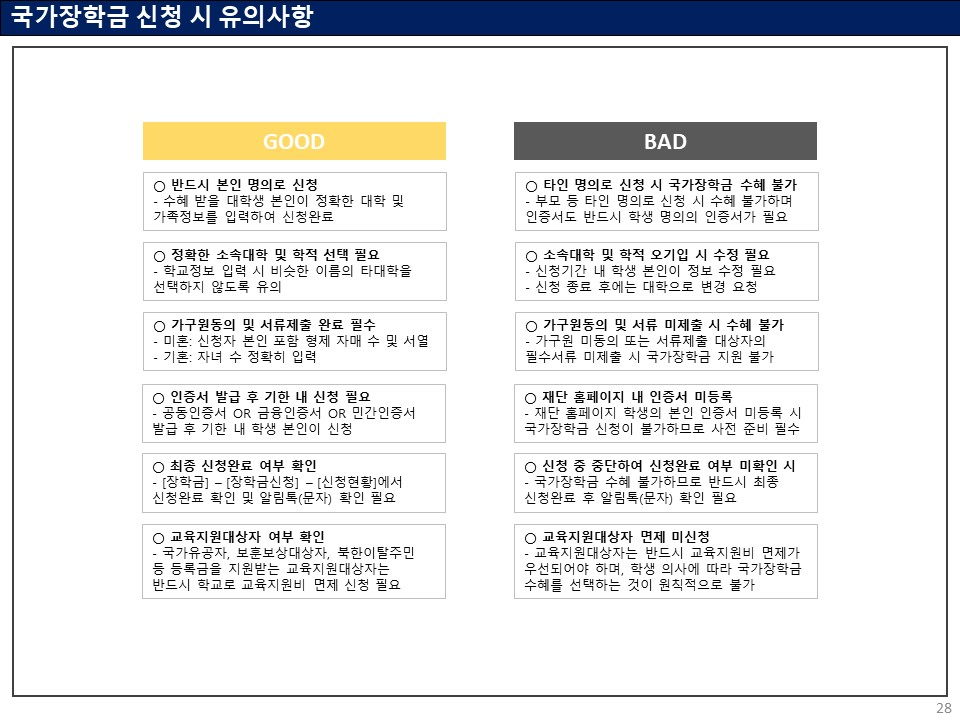 국가장학금 신청 시 유의사항
GOOD
○ 반드시 본인 명의로 신청
- 수혜 받을 대학생 본인이 정확한 대학 및
가족정보를 입력하여 신청완료
○ 정확한 소속대학 및 학적 선택 필요
- 학교정보 입력 시 비슷한 이름의 타대학을
선택하지 않도록 유의
○ 가구원동의 및 서류제출 완료 필수
- 미혼: 신청자 본인 포함 형제 자매 수 및 서열
- 기혼: 자녀 수 정확히 입력
○ 인증서 발급 후 기한 내 신청 필요
- 공동인증서 OR 금융인증서 OR 민간인증서
발급 후 기한 내 학생 본인이 신청
○ 최종 신청완료 여부 확인
- [장학금] – [장학금신청] – [신청현황]에서
신청완료 확인 및 알림톡(문자) 확인 필요
○ 교육지원대상자 여부 확인
- 국가유공자, 보훈보상대상자, 북한이탈주민
등 등록금을 지원받는 교육지원대상자는
반드시 학교로 교육지원비 면제 신청 필요
BAD
○ 타인 명의로 신청 시 국가장학금 수혜 불가
- 부모 등 타인 명의로 신청 시 수혜 불가하며
인증서도 반드시 학생 명의의 인증서가 필요
○ 소속대학 및 학적 오기입 시 수정 필요
- 신청기간 내 학생 본인이 정보 수정 필요
- 신청 종료 후에는 대학으로 변경 요청
○ 가구원동의 및 서류 미제출 시 수혜 불가
- 가구원 미동의 또는 서류제출 대상자의
필수서류 미제출 시 국가장학금 지원 불가
○ 재단 홈페이지 내 인증서 미등록
- 재단 홈페이지 학생의 본인 인증서 미등록 시
국가장학금 신청이 불가하므로 사전 준비 필수
○ 신청 중 중단하여 신청완료 여부 미확인 시
- 국가장학금 수혜 불가하므로 반드시 최종
신청완료 후 알림톡(문자) 확인 필요
○ 교육지원대상자 면제 미신청
- 교육지원대상자는 반드시 교육지원비 면제가
우선되어야 하며, 학생 의사에 따라 국가장학금
수혜를 선택하는 것이 원칙적으로 불가
28